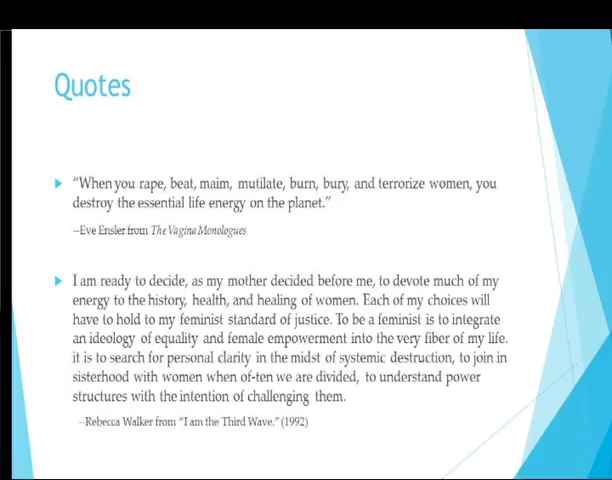 Quotes
“When you rape, beat, maim, mutilate, burn, bury, and terrorize women, you
destroy the essential life energy on the planet.”
--Eve Ensler from The Vagina Monologues
I am ready to decide, as my mother decided before me, to devote much of my
energy to the history, health, and healing of women. Each of my choices will
have to hold to my feminist standard of justice. To be a feminist is to integrate
an ideology of equality and female empowerment into the very fiber of my life.
it is to search for personal clarity in the midst of systemic destruction, to join in
sisterhood with women when of-ten we are divided, to understand power
structures with the intention of challenging them.
--Rebecca Walker from “I am the Third Wave.” (1992)